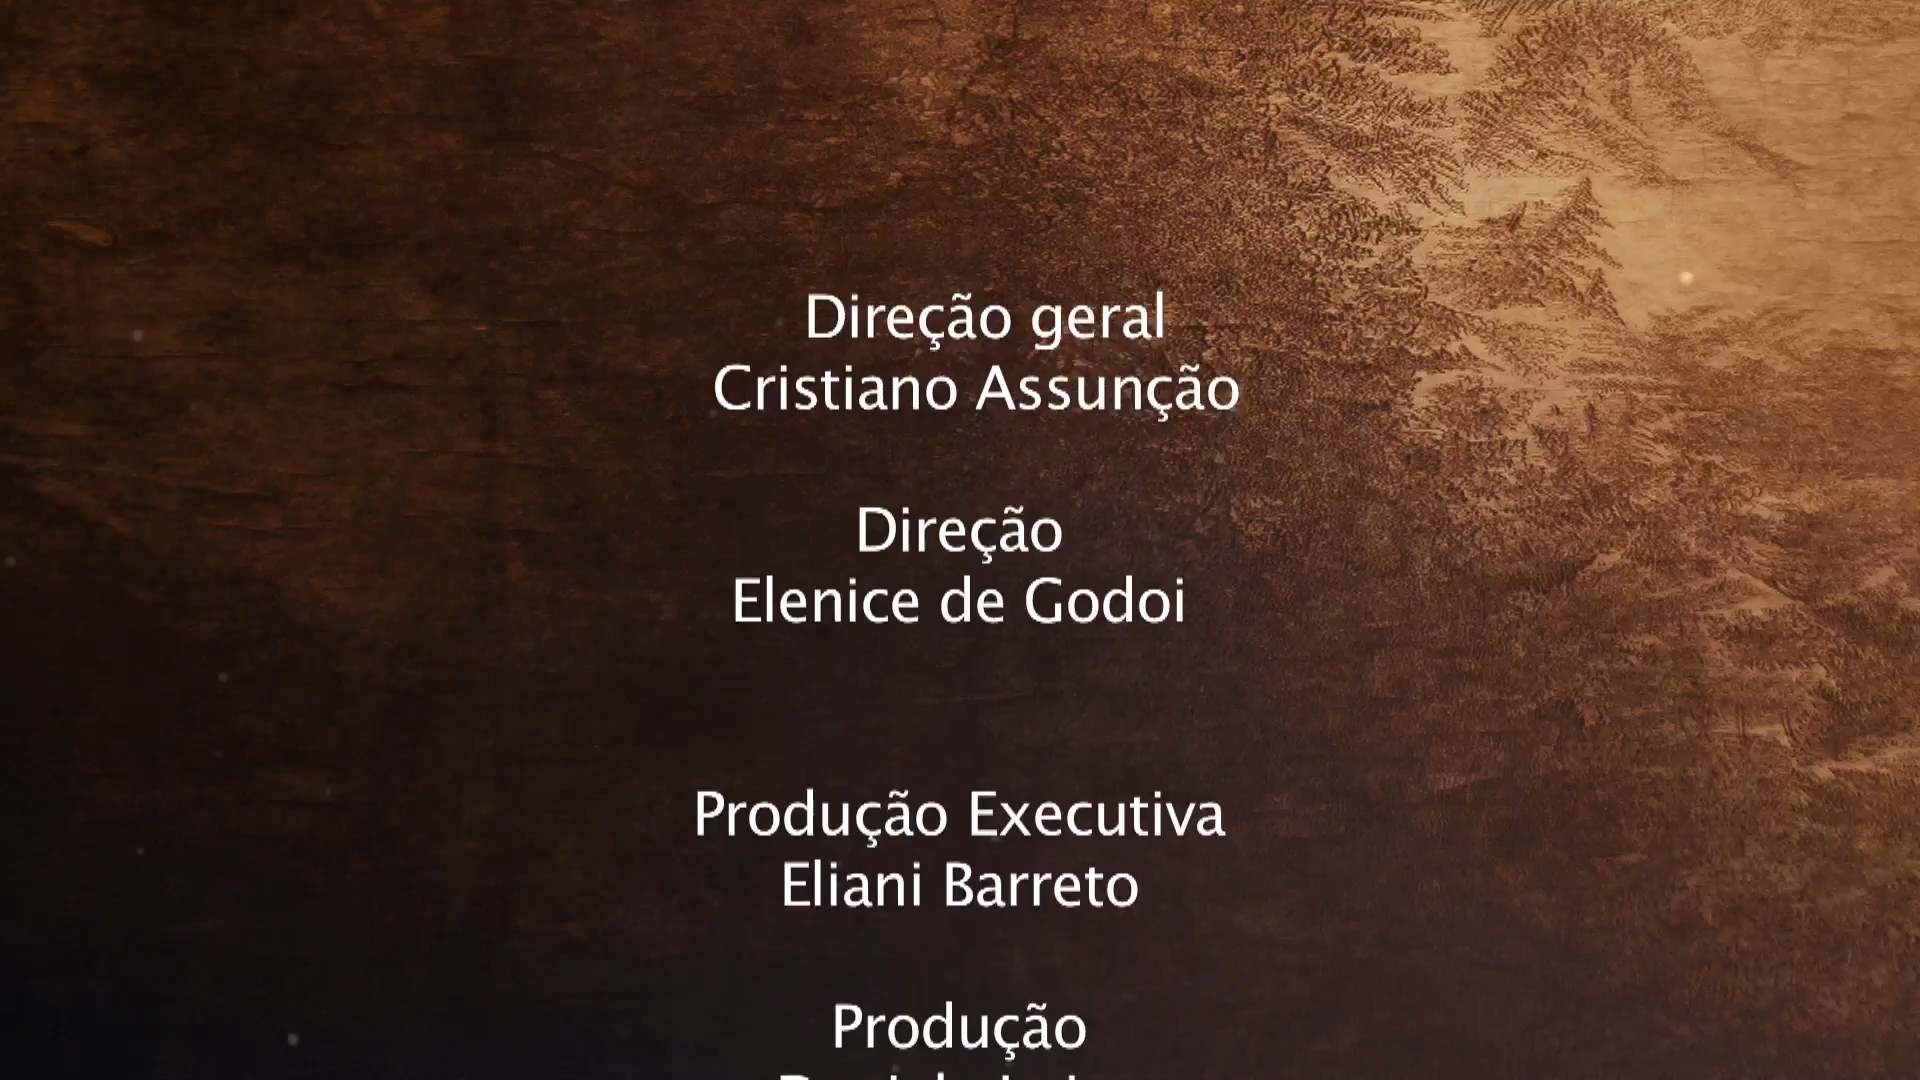 Direção geral
Cristiano Assunção
Direção
Elenice de Godoi
Produção Executiva
Eliani Barreto
Produção